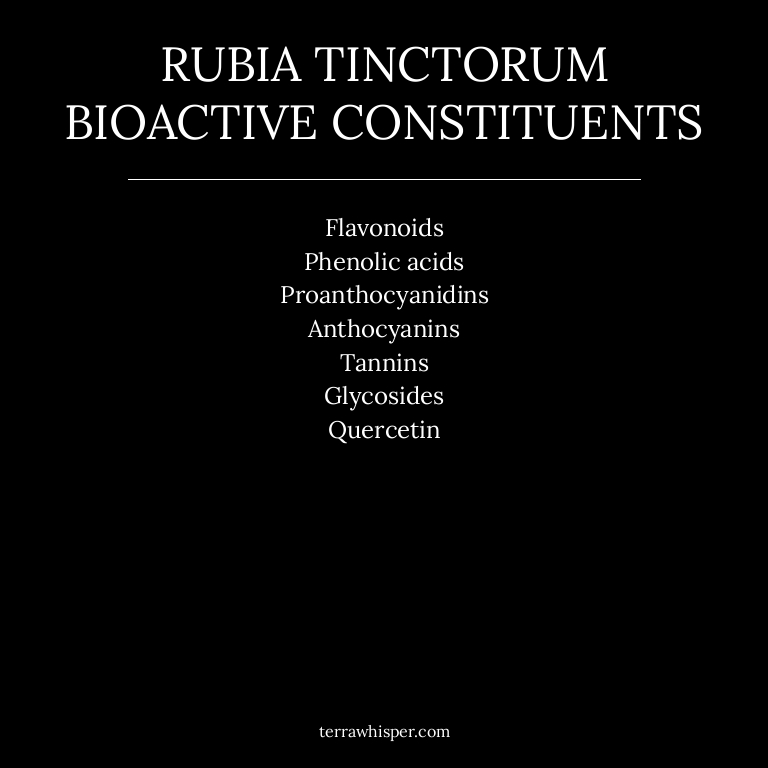 RUBIA TINCTORUM
BIOACTIVE CONSTITUENTS
Flavonoids
Phenolic acids
Proanthocyanidins
Anthocyanins
Tannins
Glycosides
Quercetin
terrawhisper.com